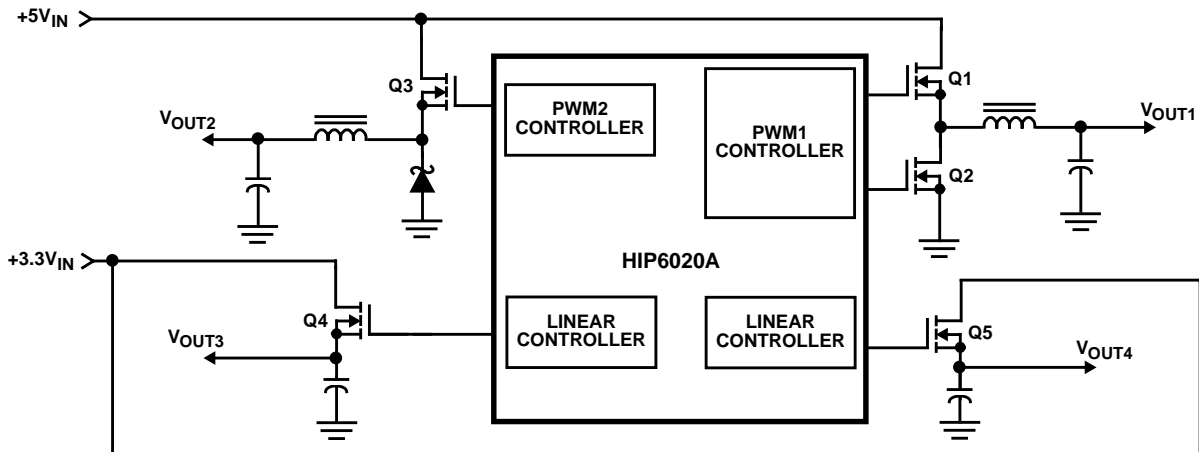 +5VIN
Q3
Q1
PWM2
CONTROLLER
PWM1
CONTROLLER
VOUT2
VOUT1
Q2
+3.3VIN
HIP6020A
Q4
LINEAR
CONTROLLER
LINEAR
CONTROLLER
Q5
VOUT3
VOUT4